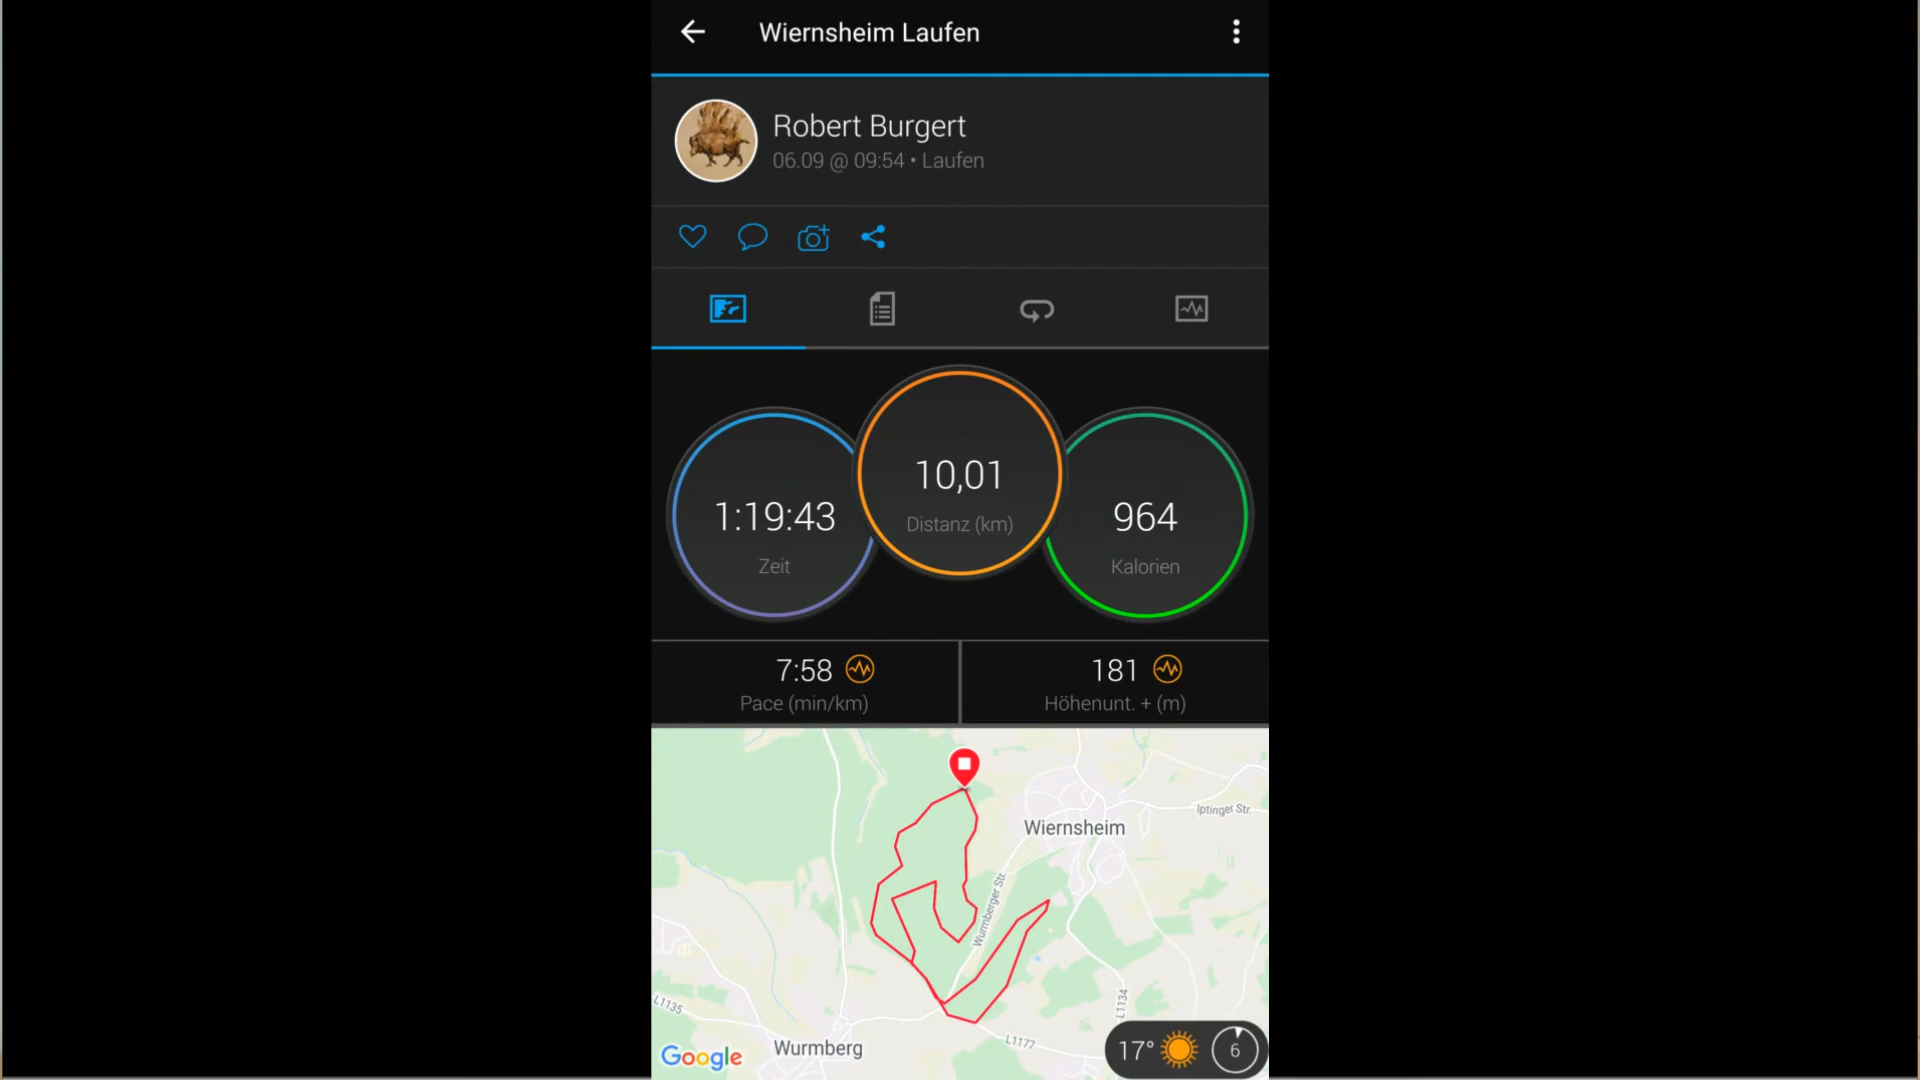 Wiernsheim Laufen
Robert Burgert
06.09 @ 09:54 • Laufen
10,01
Distanz (km)
1:19:43
Zeit
964
Kalorien
7:58
Pace (min/km)
181
Höhenunt. + (m)
Iptinger Str.
Wiernsheim
Wurmberger Str.
L1135
L1134
L1177
Wurmberg
Google
17°
6